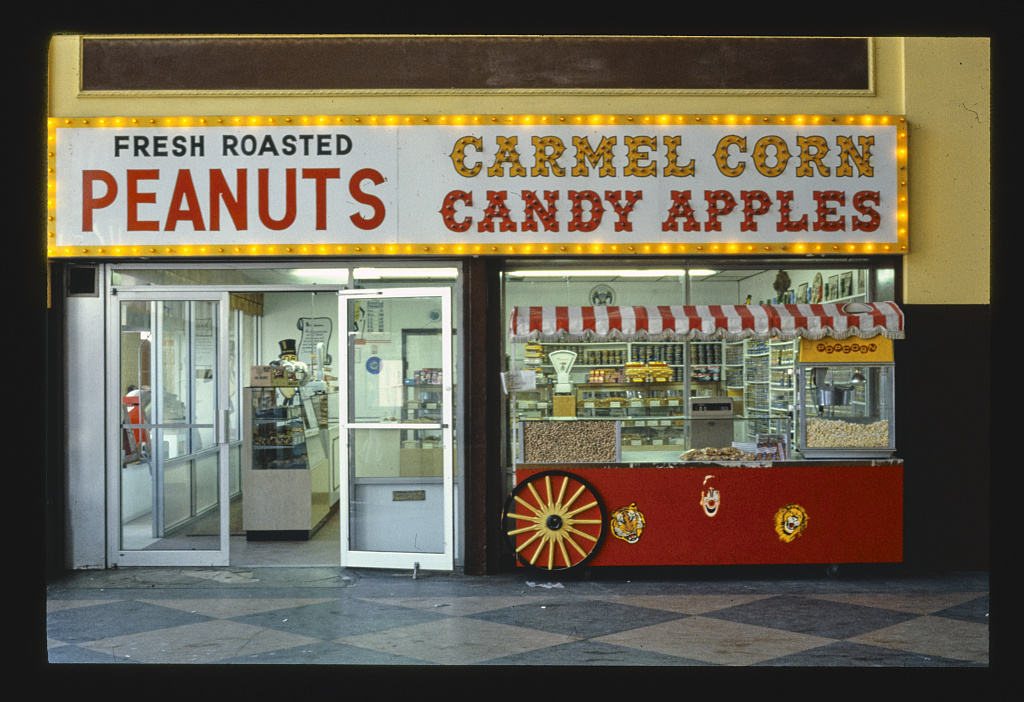 FRESH ROASTED
PEANUTS
CARMEL CORN
CANDY APPLES
POPCORN